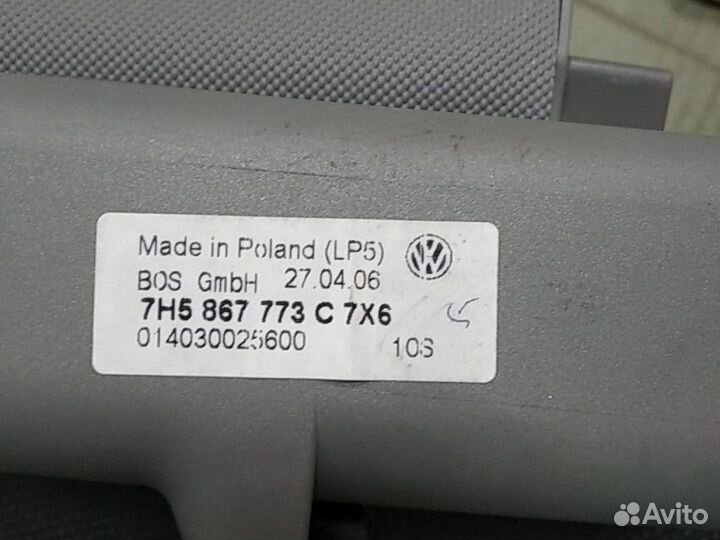 Made in Poland (LP5)
BOS GmbH 27.04.06
7H5 867 773 C 7X6
014030025600 10S
Avito